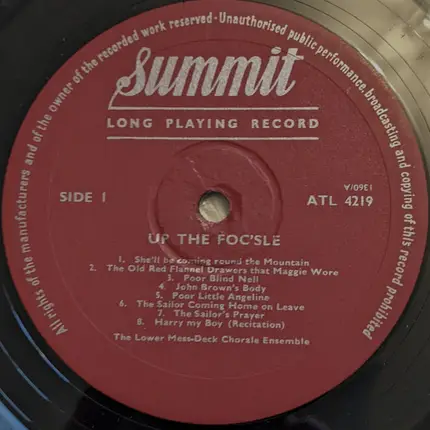 All rights of the manufacturers and of the owner of the recorded work reserved - Unauthorised public performance, broadcasting and copying of this record prohibited
Summit
LONG PLAYING RECORD
SIDE 1
V/09E1
ATL 4219
UP THE FOC'SLE
1. She'll be coming round the Mountain
2. The Old Red Flannel Drawers that Maggie Wore
3. Poor Blind Nell
4. John Brown's Body
5. Poor Little Angeline
6. The Sailor Coming Home on Leave
7. The Sailor's Prayer
8. Harry my Boy (Recitation)
The Lower Mess-Deck Chorale Ensemble